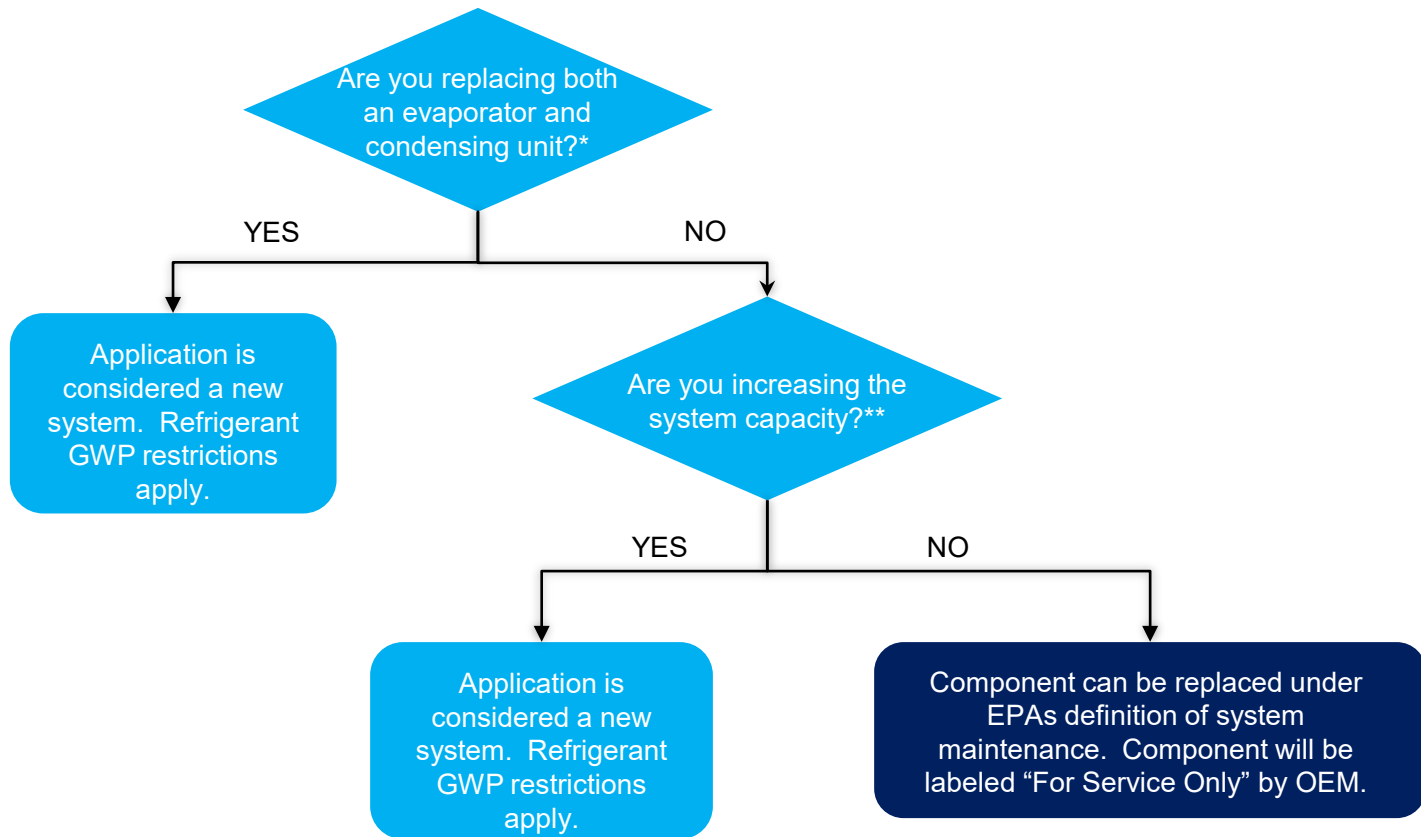 Are you replacing both
an evaporator and
condensing unit?*
YES
NO
Application is
considered a new
system.  Refrigerant
GWP restrictions
apply.
Are you increasing the
system capacity?**
YES
NO
Application is
considered a new
system.  Refrigerant
GWP restrictions
apply.
Component can be replaced under
EPAs definition of system
maintenance.  Component will be
labeled “For Service Only” by OEM.